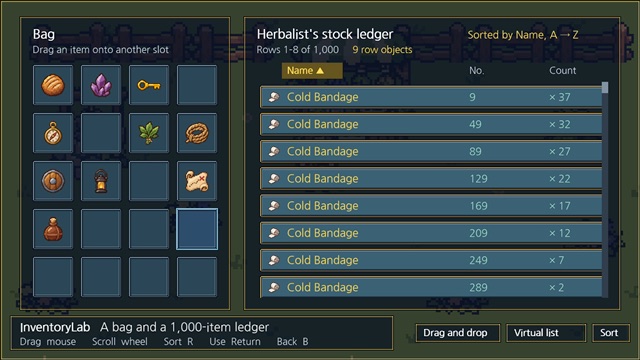 Bag
Drag an item onto another slot
Herbalist's stock ledger
Sorted by Name, A → Z
Rows 1-8 of 1,000 9 row objects
Name ▲ No. Count
Cold Bandage 9 × 37
Cold Bandage 49 × 32
Cold Bandage 89 × 27
Cold Bandage 129 × 22
Cold Bandage 169 × 17
Cold Bandage 209 × 12
Cold Bandage 249 × 7
Cold Bandage 289 × 2
InventoryLab A bag and a 1,000-item ledger
Drag mouse Scroll wheel Sort R Use Return Back B
Drag and drop
Virtual list
Sort